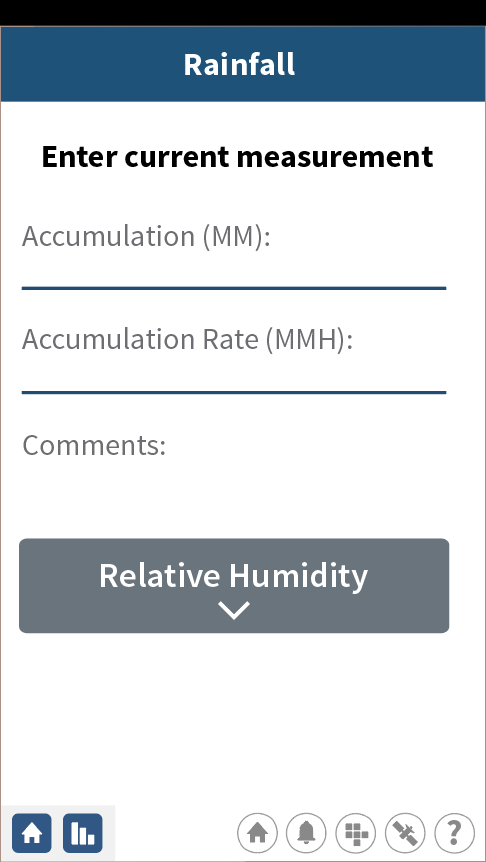 Rainfall
Enter current measurement
Accumulation (MM):
Accumulation Rate (MMH):
Comments:
Relative Humidity
?